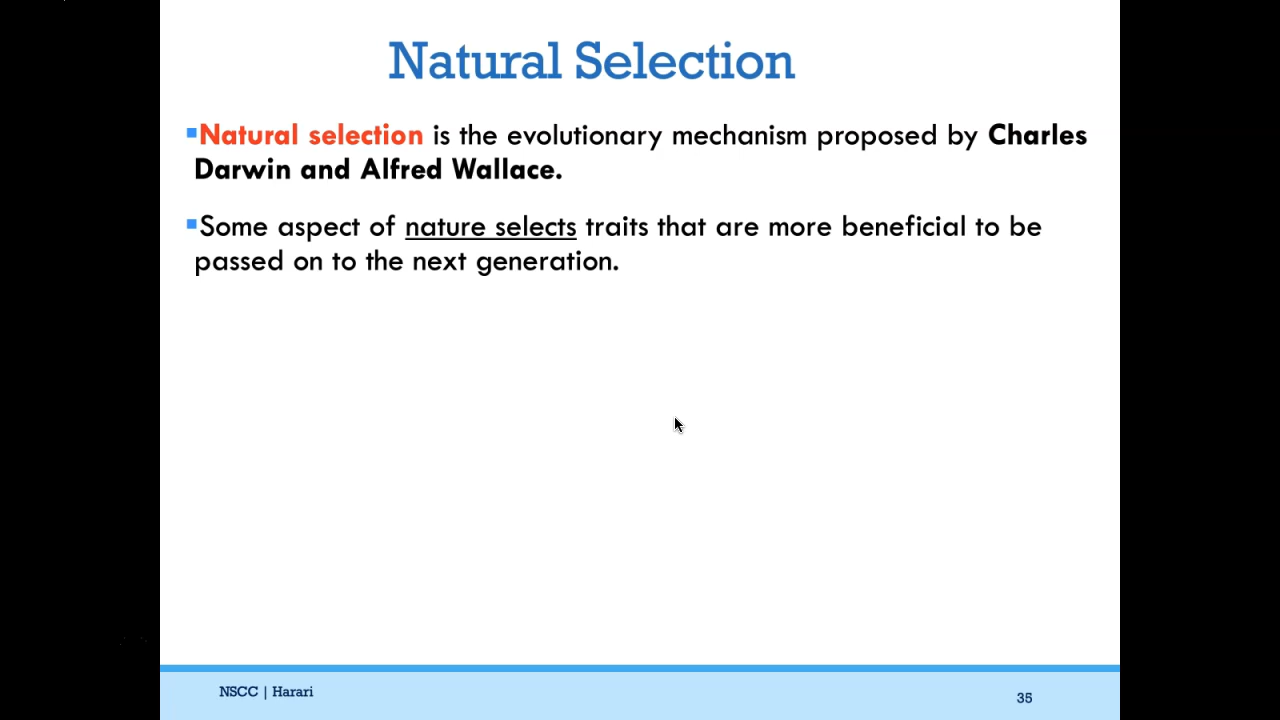 Natural Selection
▪Natural selection is the evolutionary mechanism proposed by Charles
Darwin and Alfred Wallace.
▪Some aspect of nature selects traits that are more beneficial to be
passed on to the next generation.
NSCC | Harari
35